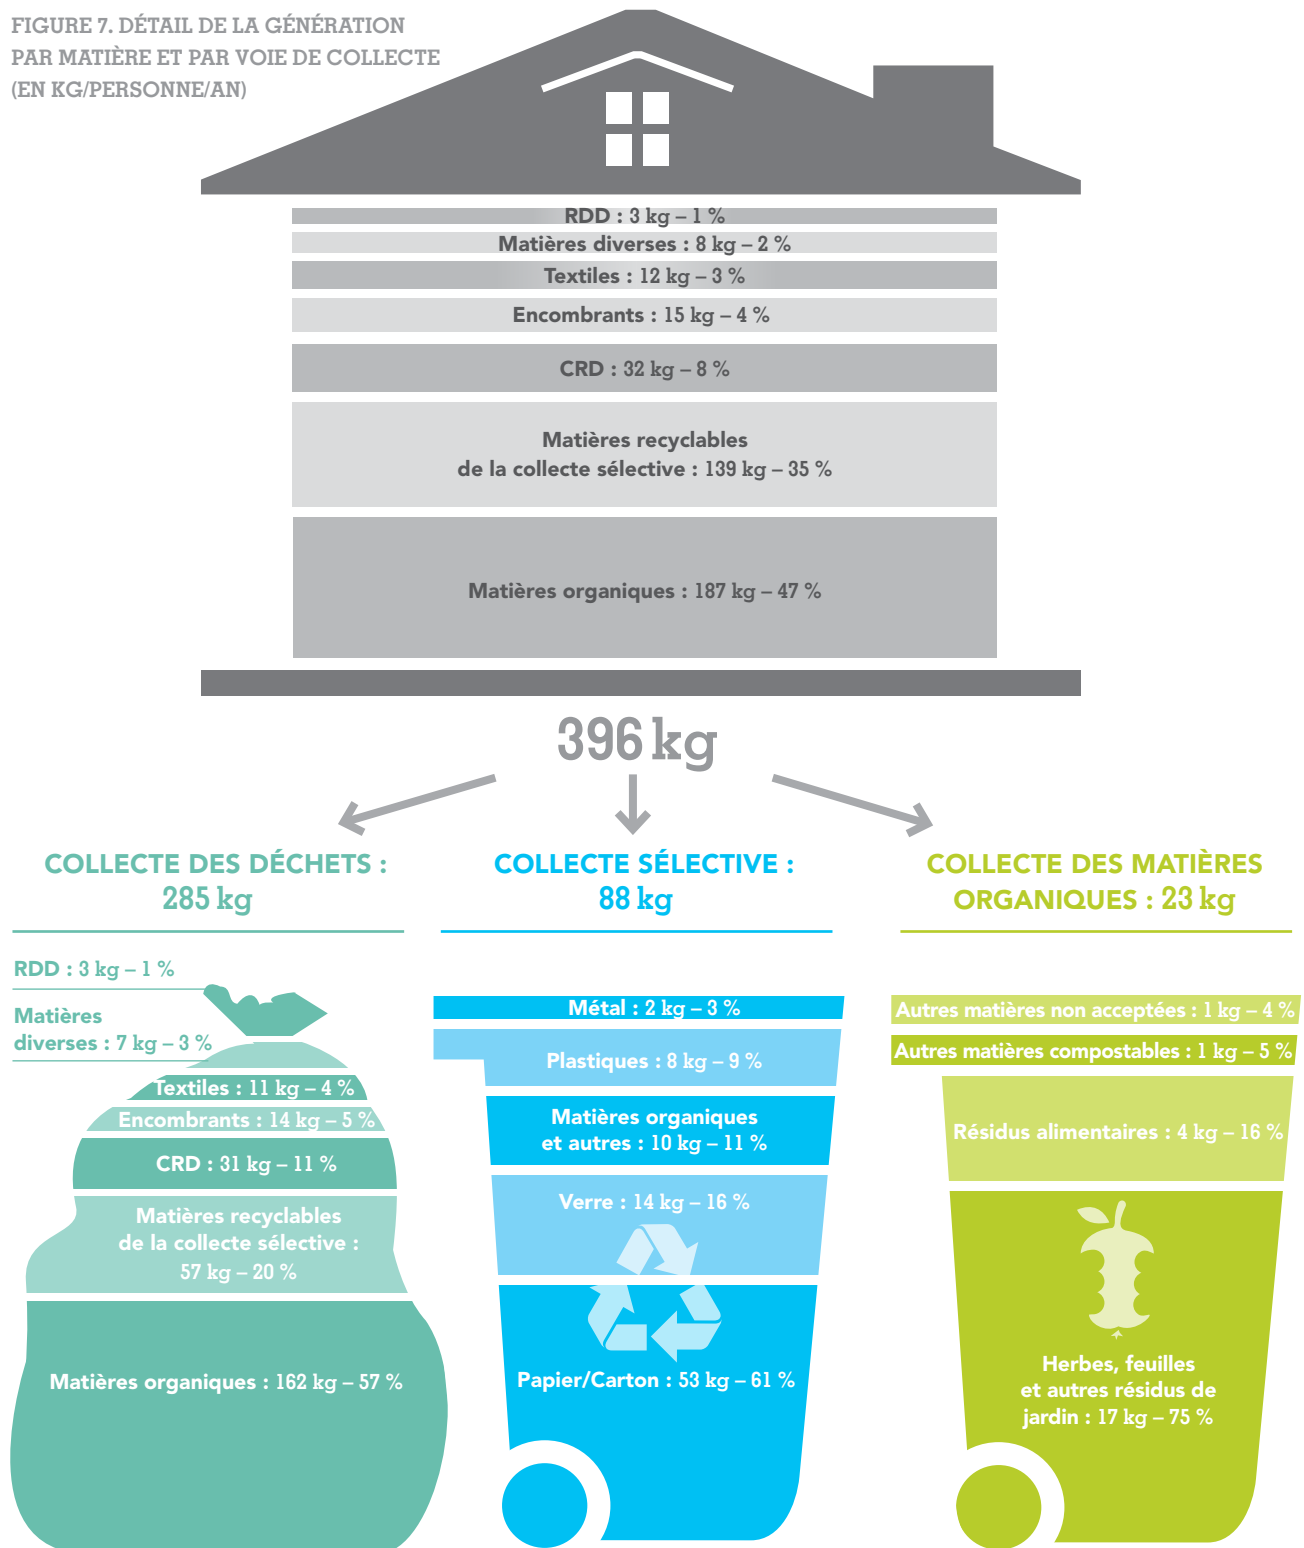 FIGURE 7. DÉTAIL DE LA GÉNÉRATION
PAR MATIÈRE ET PAR VOIE DE COLLECTE
(EN KG/PERSONNE/AN)
RDD : 3 kg – 1 %
Matières diverses : 8 kg – 2 %
Textiles : 12 kg – 3 %
Encombrants : 15 kg – 4 %
CRD : 32 kg – 8 %
Matières recyclables
de la collecte sélective : 139 kg – 35 %
Matières organiques : 187 kg – 47 %
396 kg
COLLECTE DES DÉCHETS :
285 kg
RDD : 3 kg – 1 %
Matières
diverses : 7 kg – 3 %
Textiles : 11 kg – 4 %
Encombrants : 14 kg – 5 %
CRD : 31 kg – 11 %
Matières recyclables
de la collecte sélective :
57 kg – 20 %
Matières organiques : 162 kg – 57 %
COLLECTE SÉLECTIVE :
88 kg
Métal : 2 kg – 3 %
Plastiques : 8 kg – 9 %
Matières organiques
et autres : 10 kg – 11 %
Verre : 14 kg – 16 %
Papier/Carton : 53 kg – 61 %
COLLECTE DES MATIÈRES
ORGANIQUES : 23 kg
Autres matières non acceptées : 1 kg – 4 %
Autres matières compostables : 1 kg – 5 %
Résidus alimentaires : 4 kg – 16 %
Herbes, feuilles
et autres résidus de
jardin : 17 kg – 75 %